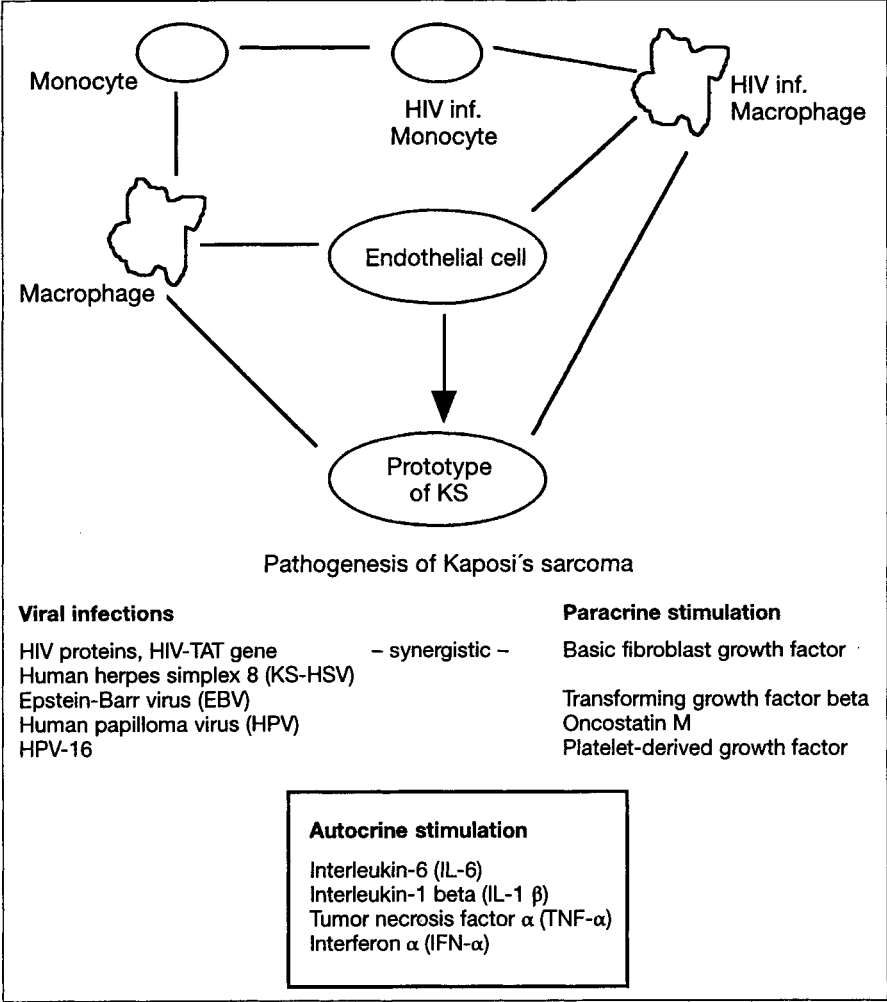 Monocyte
HIV inf.
Monocyte
HIV inf.
Macrophage
Macrophage
Endothelial cell
Prototype
of KS
Pathogenesis of Kaposi´s sarcoma
Viral infections
HIV proteins, HIV-TAT gene
Human herpes simplex 8 (KS-HSV)
Epstein-Barr virus (EBV)
Human papilloma virus (HPV)
HPV-16
– synergistic –
Paracrine stimulation
Basic fibroblast growth factor
Transforming growth factor beta
Oncostatin M
Platelet-derived growth factor
Autocrine stimulation
Interleukin-6 (IL-6)
Interleukin-1 beta (IL-1 β)
Tumor necrosis factor α (TNF-α)
Interferon α (IFN-α)